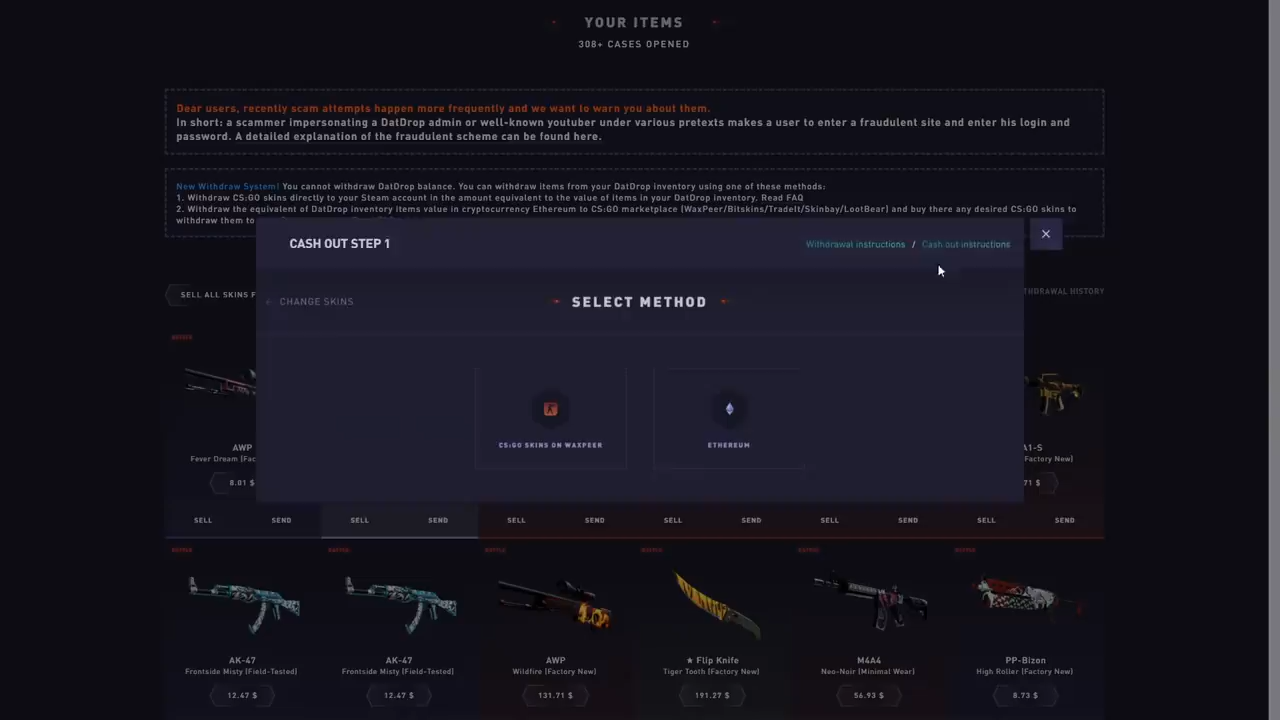 YOUR ITEMS
308+ CASES OPENED
Dear users, recently scam attempts happen more frequently and we want to warn you about them.
In short: a scammer impersonating a DatDrop admin or well-known youtuber under various pretexts makes a user to enter a fraudulent site and enter his login and
password. A detailed explanation of the fraudulent scheme can be found here.
New Withdraw System! You cannot withdraw DatDrop balance. You can withdraw items from your DatDrop inventory using one of these methods:
1. Withdraw CS:GO skins directly to your Steam account in the amount equivalent to the value of items in your DatDrop inventory. Read FAQ
2. Withdraw the equivalent of DatDrop inventory items value in cryptocurrency Ethereum to CS:GO marketplace (WaxPeer/Bitskins/TradeIt/Skinbay/LootBear) and buy there any desired CS:GO skins to
withdraw them to
CASH OUT STEP 1
Withdrawal instructions / Cash out instructions
SELL ALL SKINS F
THDRAWAL HISTORY
← CHANGE SKINS
SELECT METHOD
BATTLE
CS:GO SKINS ON WAXPEER
ETHEREUM
AWP
A1-S
Fever Dream (Fac
(Factory New)
8.01 $
71 $
SELL SEND SELL SEND SELL SEND SELL SEND SELL SEND SELL SEND
BATTLE BATTLE BATTLE BATTLE BATTLE BATTLE
AK-47 AK-47 AWP ★ Flip Knife M4A4 PP-Bizon
Frontside Misty (Field-Tested) Frontside Misty (Field-Tested) Wildfire (Factory New) Tiger Tooth (Factory New) Neo-Noir (Minimal Wear) High Roller (Factory New)
12.47 $ 12.47 $ 131.71 $ 191.27 $ 56.93 $ 8.73 $